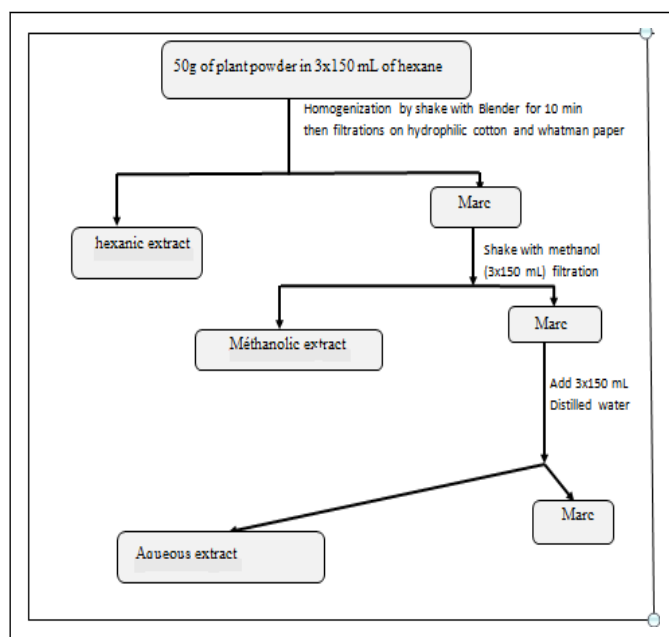 50g of plant powder in 3x150 mL of hexane
Homogenization by shake with Blender for 10 min
then filtrations on hydrophilic cotton and whatman paper
hexanic extract
Marc
Shake with methanol
(3x150 mL) filtration
Méthanolic extract
Marc
Add 3x150 mL
Distilled water
Aqueous extract
Marc